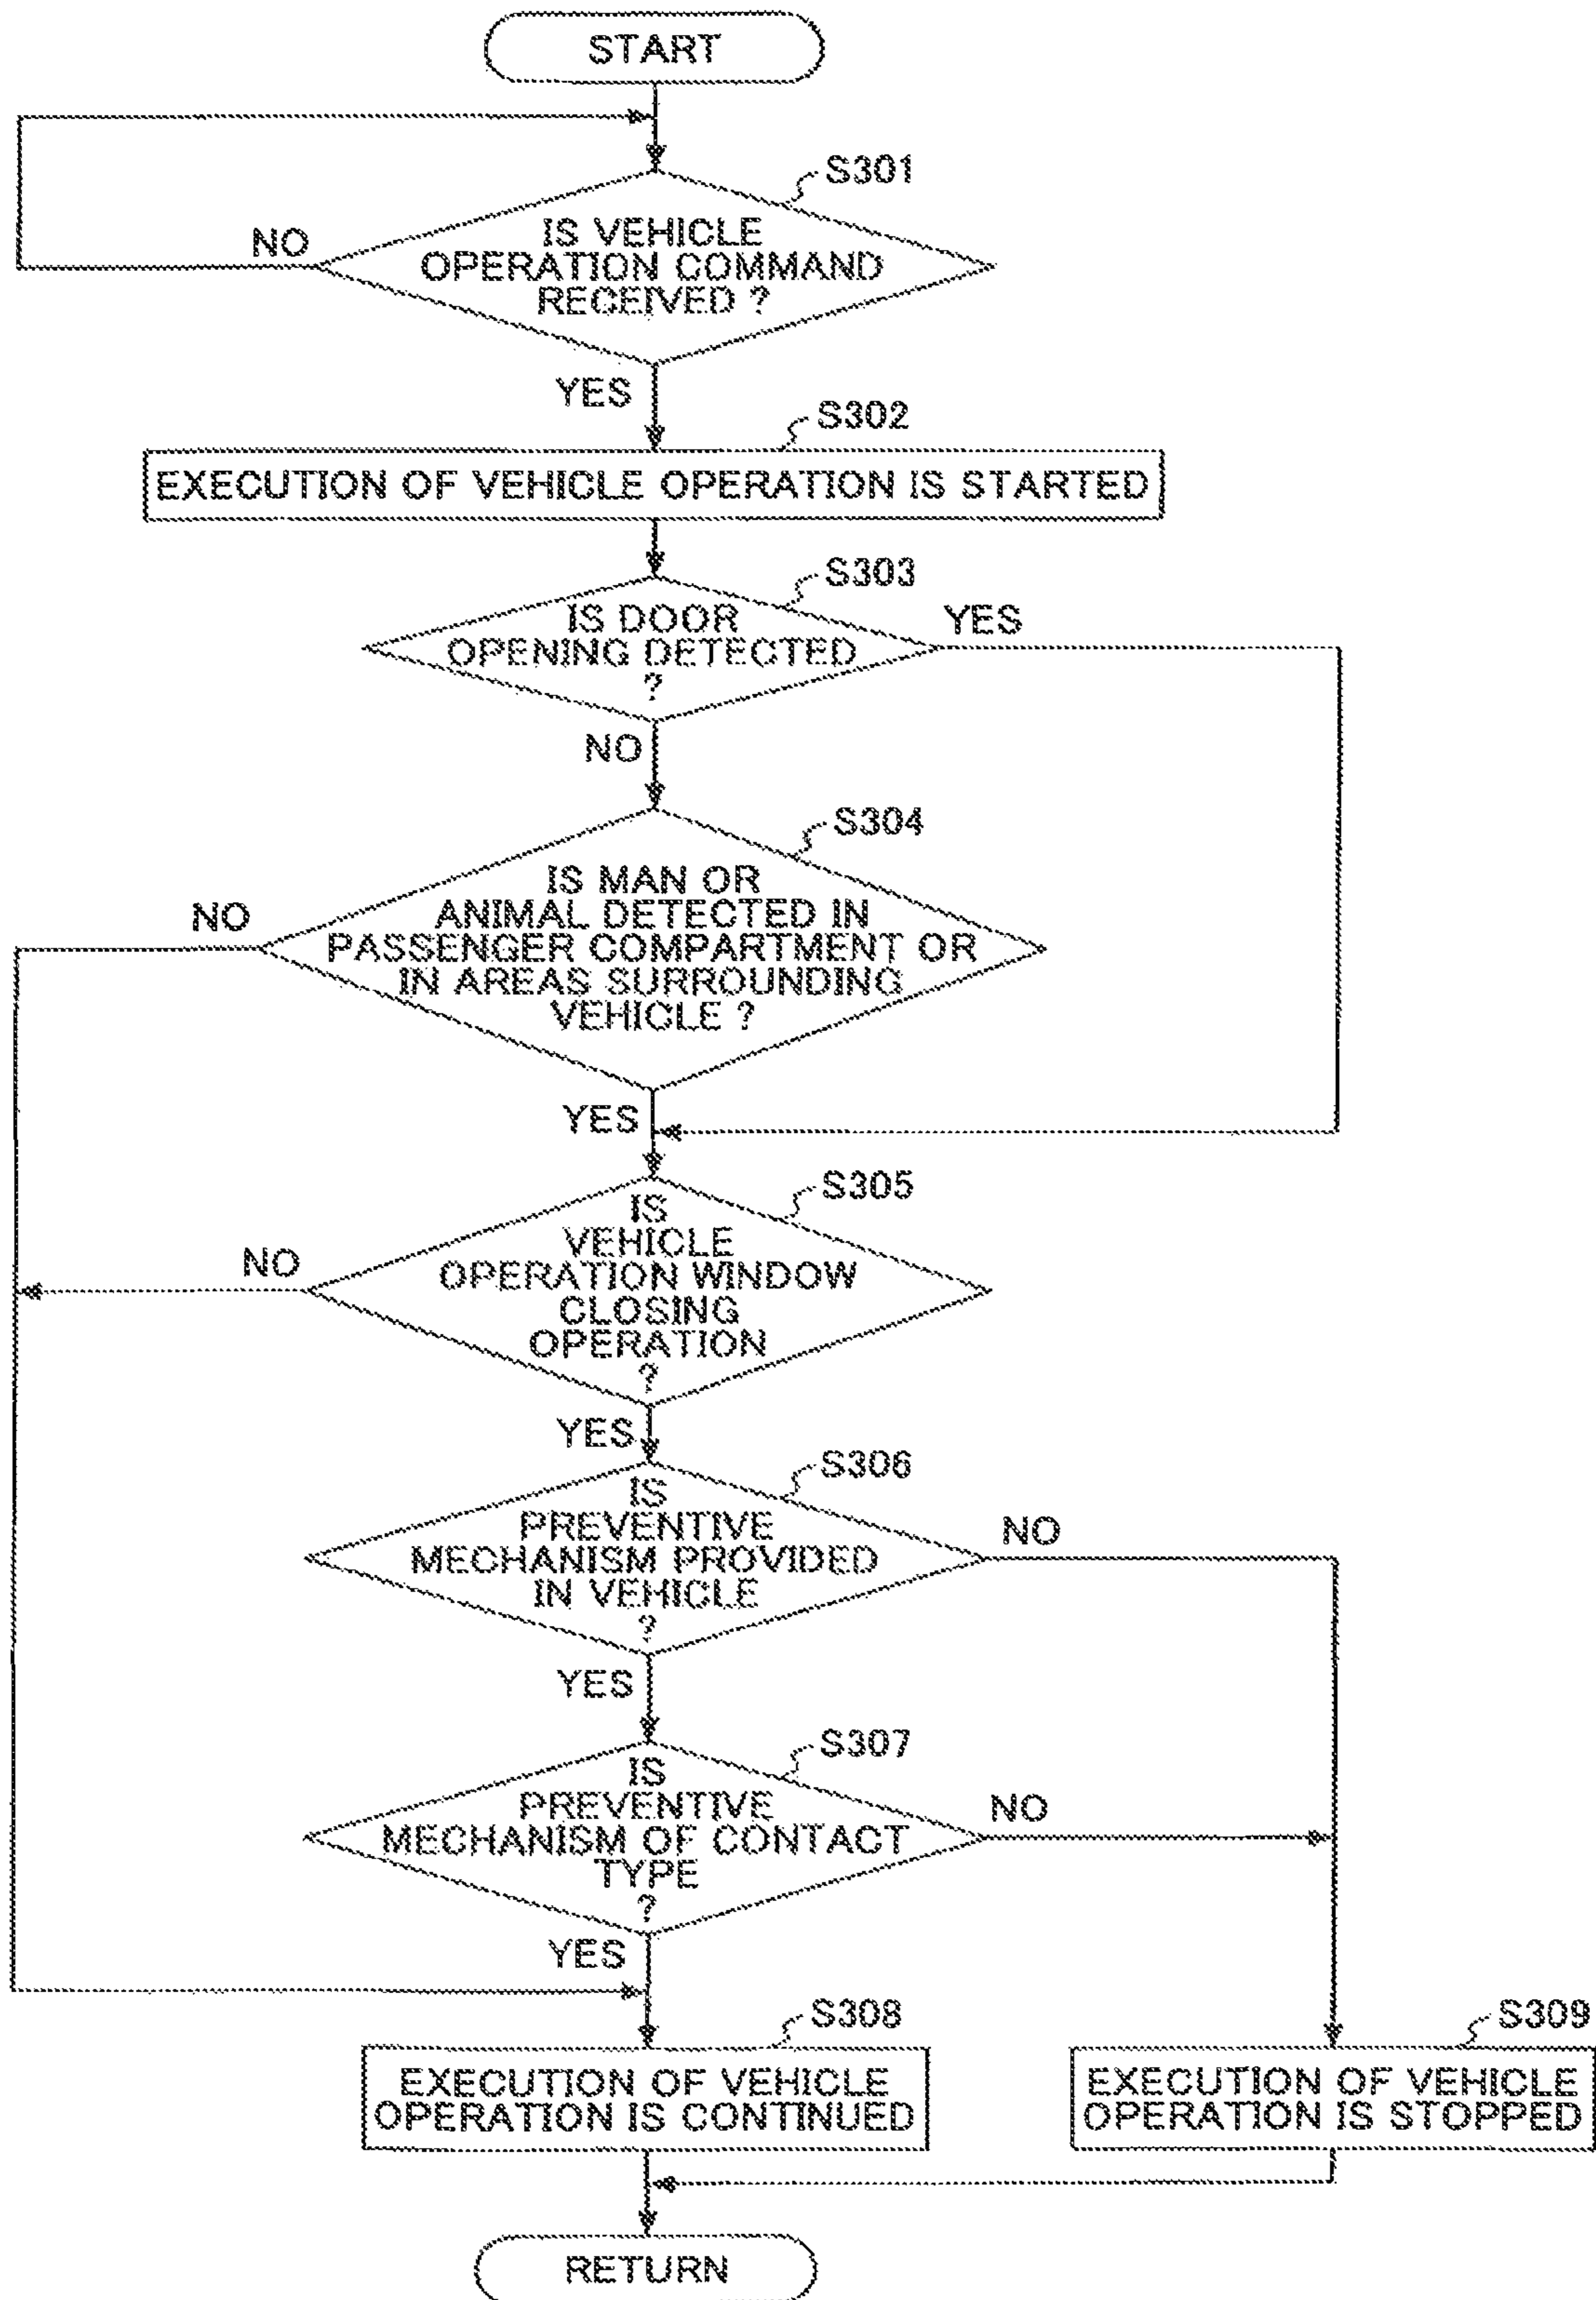 START
S301
NO
IS VEHICLE
OPERATION COMMAND
RECEIVED ?
YES
S302
EXECUTION OF VEHICLE OPERATION IS STARTED
S303
IS DOOR
OPENING DETECTED
?
YES
NO
S304
NO
IS MAN OR
ANIMAL DETECTED IN
PASSENGER COMPARTMENT OR
IN AREAS SURROUNDING
VEHICLE ?
YES
S305
NO
IS
VEHICLE
OPERATION WINDOW
CLOSING
OPERATION
?
YES
S306
IS
PREVENTIVE
MECHANISM PROVIDED
IN VEHICLE
?
NO
YES
S307
IS
PREVENTIVE
MECHANISM OF CONTACT
TYPE
?
NO
YES
S308
EXECUTION OF VEHICLE
OPERATION IS CONTINUED
S309
EXECUTION OF VEHICLE
OPERATION IS STOPPED
RETURN